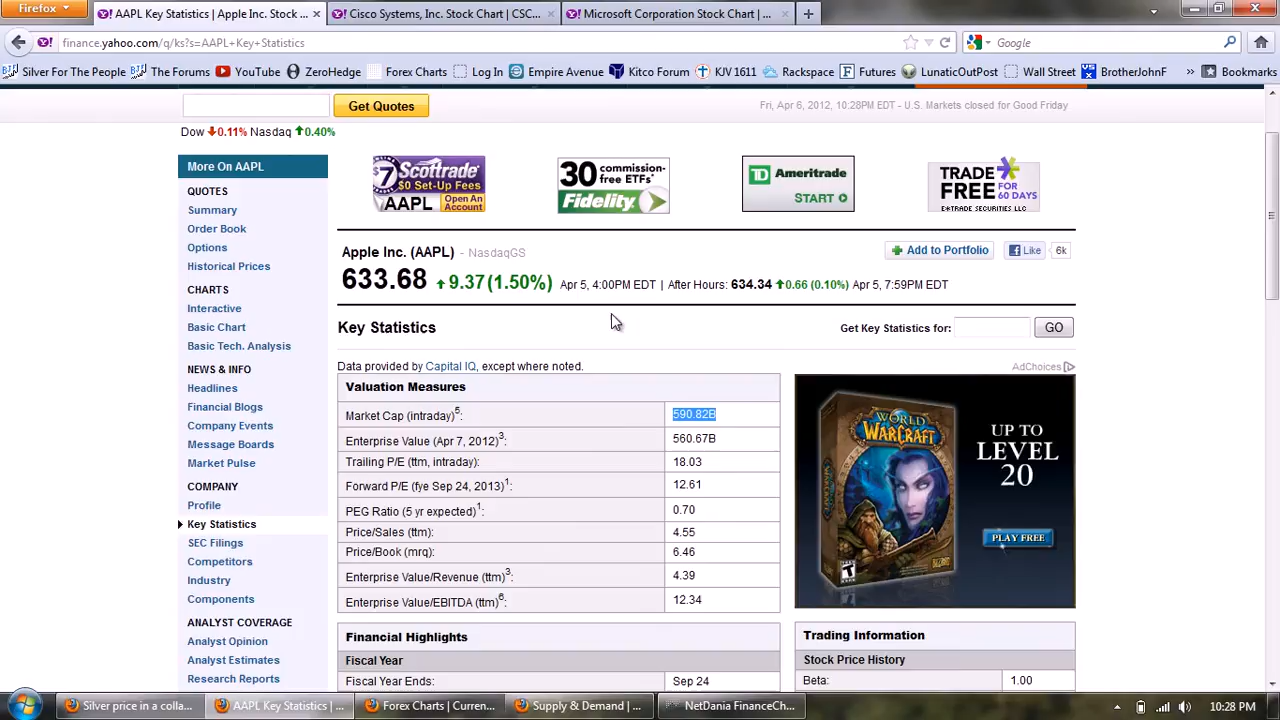 Firefox
AAPL Key Statistics | Apple Inc. Stock ... ×
Cisco Systems, Inc. Stock Chart | CSC... ×
Microsoft Corporation Stock Chart | ... ×
finance.yahoo.com/q/ks?s=AAPL+Key+Statistics
Google
Silver For The People
The Forums
YouTube
ZeroHedge
Forex Charts
Log In
Empire Avenue
Kitco Forum
KJV 1611
Rackspace
Futures
LunaticOutPost
Wall Street
BrotherJohnF
»
Bookmarks
Get Quotes
Fri, Apr 6, 2012, 10:28PM EDT - U.S. Markets closed for Good Friday
Dow 0.11% Nasdaq 0.40%
More On AAPL
QUOTES
Summary
Order Book
Options
Historical Prices
CHARTS
Interactive
Basic Chart
Basic Tech. Analysis
NEWS & INFO
Headlines
Financial Blogs
Company Events
Message Boards
Market Pulse
COMPANY
Profile
Key Statistics
SEC Filings
Competitors
Industry
Components
ANALYST COVERAGE
Analyst Opinion
Analyst Estimates
Research Reports
$7 Scottrade
$0 Set-Up Fees
AAPL Open An Account
30 commission-free ETFs*
Fidelity
TD Ameritrade
START
TRADE
FREE FOR 60 DAYS
E*TRADE SECURITIES LLC
Apple Inc. (AAPL) - NasdaqGS
Add to Portfolio
Like 6k
633.68 9.37(1.50%) Apr 5, 4:00PM EDT | After Hours: 634.34 0.66 (0.10%) Apr 5, 7:59PM EDT
Key Statistics
Get Key Statistics for: GO
Data provided by Capital IQ, except where noted.
AdChoices
Valuation Measures
Market Cap (intraday)5: 590.82B
Enterprise Value (Apr 7, 2012)3: 560.67B
Trailing P/E (ttm, intraday): 18.03
Forward P/E (fye Sep 24, 2013)1: 12.61
PEG Ratio (5 yr expected)1: 0.70
Price/Sales (ttm): 4.55
Price/Book (mrq): 6.46
Enterprise Value/Revenue (ttm)3: 4.39
Enterprise Value/EBITDA (ttm)6: 12.34
Financial Highlights
Fiscal Year
Fiscal Year Ends: Sep 24
WORLD
WARCRAFT
UP TO
LEVEL
20
PLAY FREE
Trading Information
Stock Price History
Beta: 1.00
Silver price in a colla...
AAPL Key Statistics | ...
Forex Charts | Curren...
Supply & Demand | ...
NetDania FinanceCh...
10:28 PM